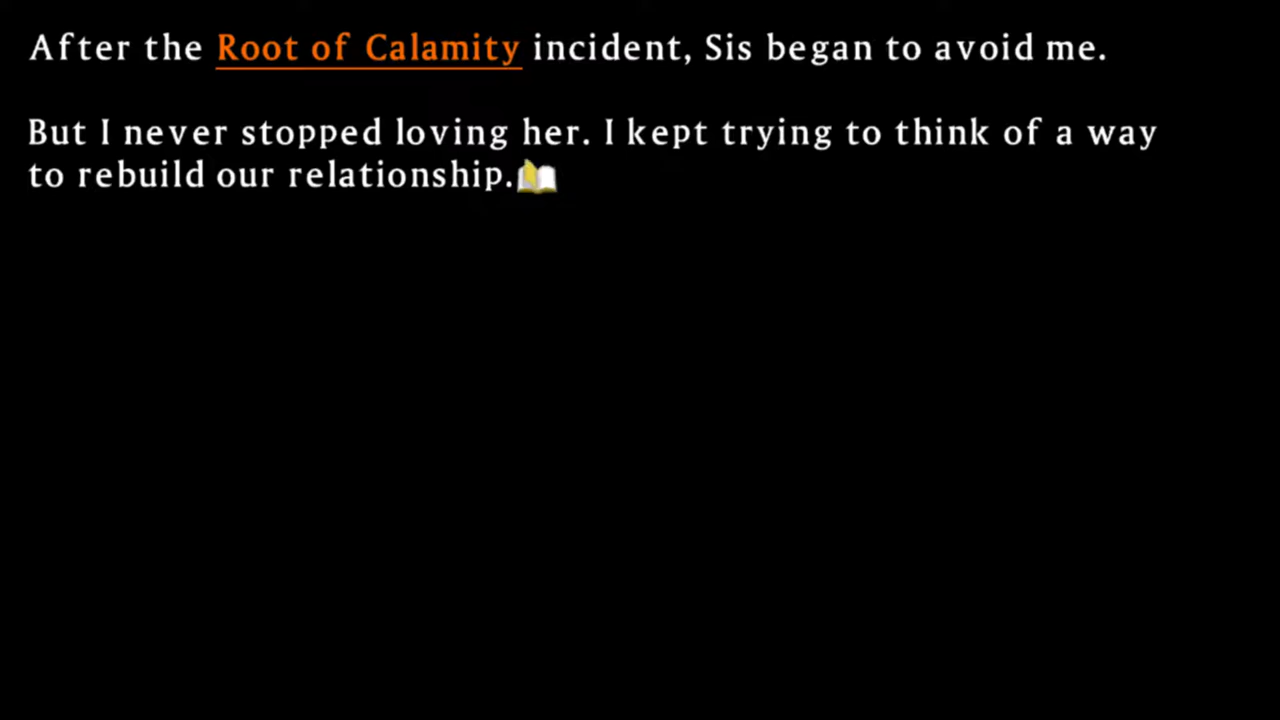 After the Root of Calamity incident, Sis began to avoid me.
But I never stopped loving her. I kept trying to think of a way
to rebuild our relationship.